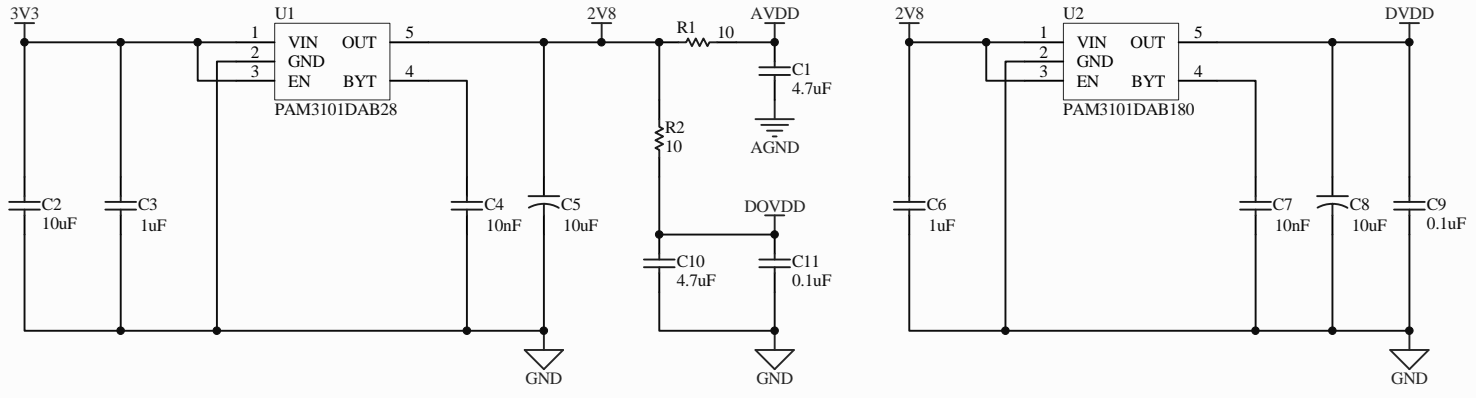 3V3
U1
1
2
3
VIN
GND
EN
OUT
BYT
5
4
PAM3101DAB28
2V8
R1
10
AVDD
C1
4.7uF
AGND
R2
10
C2
10uF
C3
1uF
C4
10nF
C5
10uF
DOVDD
C10
4.7uF
C11
0.1uF
GND
GND
2V8
U2
1
2
3
VIN
GND
EN
OUT
BYT
5
4
PAM3101DAB180
DVDD
C6
1uF
C7
10nF
C8
10uF
C9
0.1uF
GND